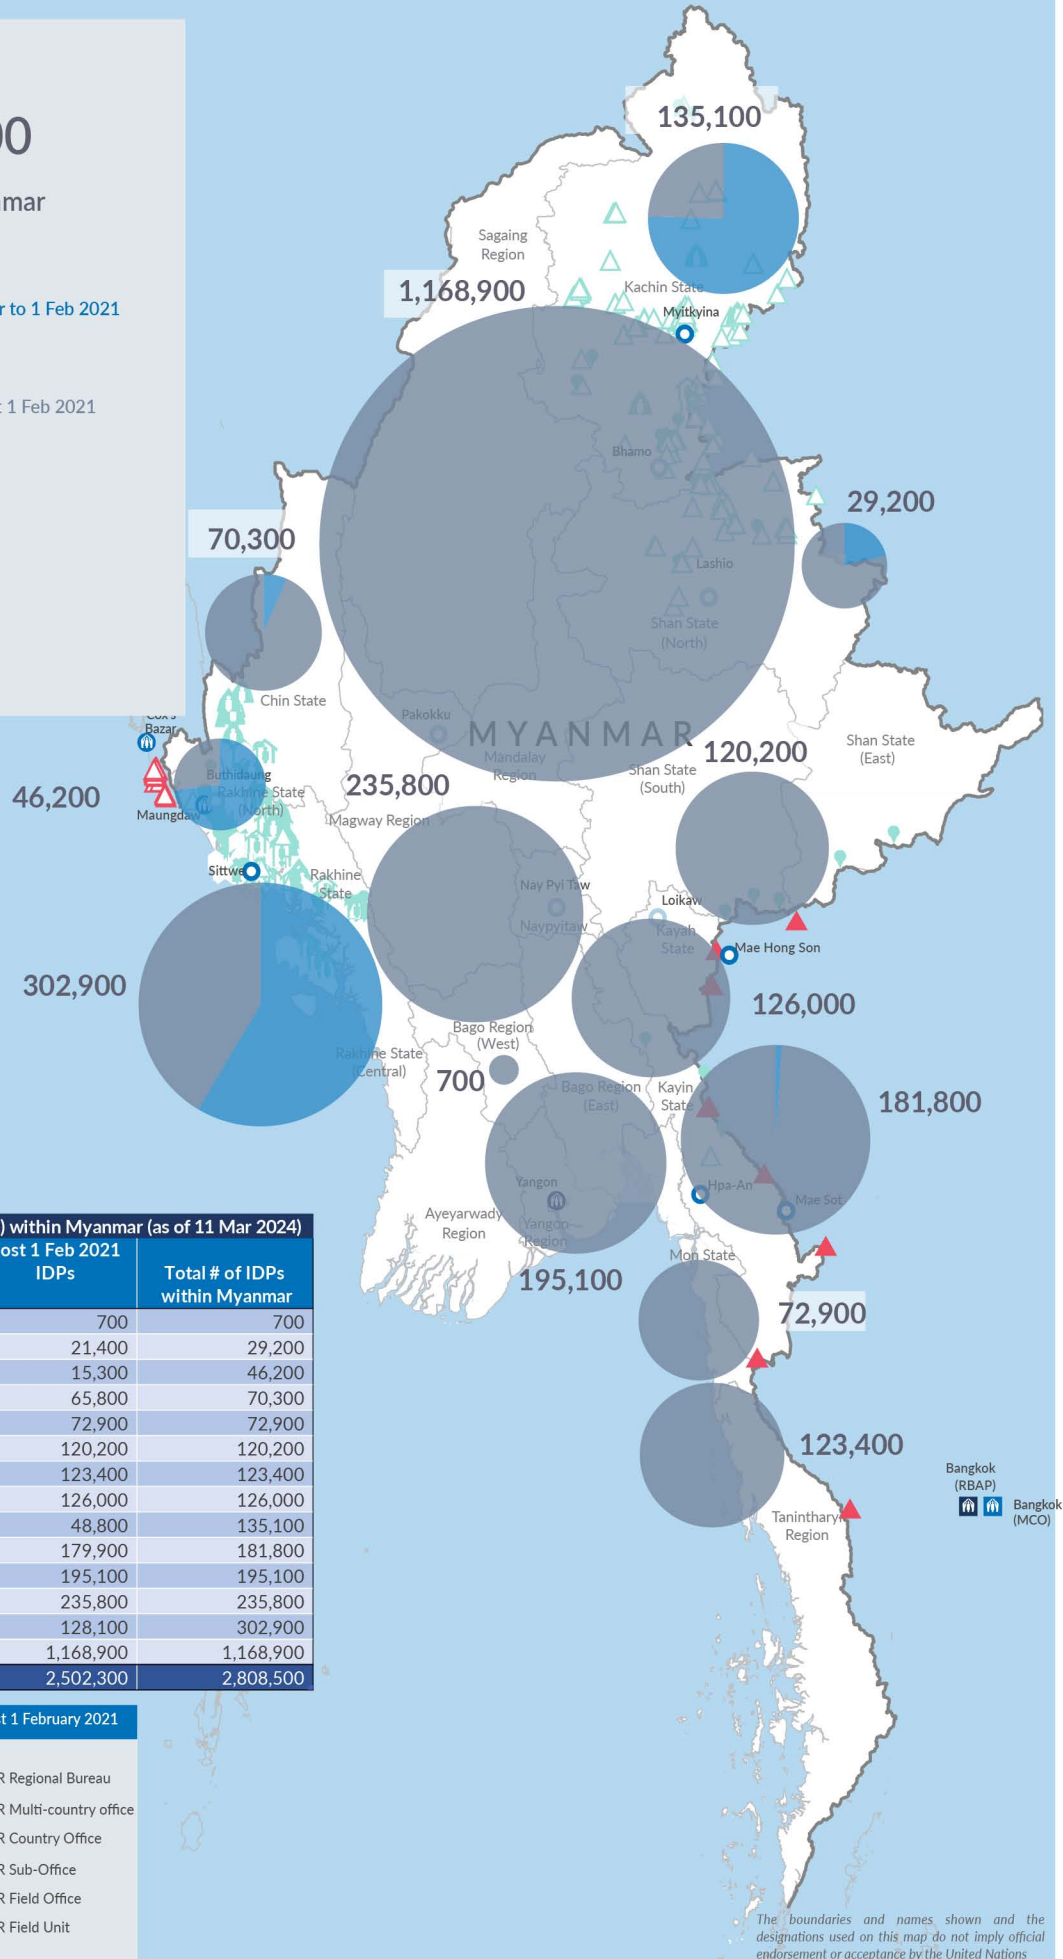 00
nmar
r to 1 Feb 2021
t 1 Feb 2021
135,100
Sagaing
Region
1,168,900
Kachin State
Myitkyina
Bhamo
29,200
70,300
Lashio
Shan State
(North)
Chin State
Pakokku
Cox's
Bazar
MYANMAR
120,200
Mandalay
Region
Shan State
(East)
Shan State
(South)
46,200
Buthidaung
Rakhine State
(North)
Maungdaw
235,800
Magway Region
Sittwe
Rakhine
State
Nay Pyi Taw
Naypyitaw
Loikaw
Kayah
State
Mae Hong Son
302,900
126,000
Bago Region
(West)
Rakhine State
(Central)
700
Bago Region
(East)
Kayin
State
181,800
Yangon
Hpa-An
Mae Sot
Ayeyarwady
Region
Yangon
Region
Mon State
195,100
72,900
123,400
Tanintharyi
Region
Bangkok
(RBAP)
Bangkok
(MCO)
) within Myanmar (as of 11 Mar 2024)
ost 1 Feb 2021
IDPs
Total # of IDPs
within Myanmar
700 700
21,400 29,200
15,300 46,200
65,800 70,300
72,900 72,900
120,200 120,200
123,400 123,400
126,000 126,000
48,800 135,100
179,900 181,800
195,100 195,100
235,800 235,800
128,100 302,900
1,168,900 1,168,900
2,502,300 2,808,500
t 1 February 2021
R Regional Bureau
R Multi-country office
R Country Office
R Sub-Office
R Field Office
R Field Unit
The boundaries and names shown and the
designations used on this map do not imply official
endorsement or acceptance by the United Nations